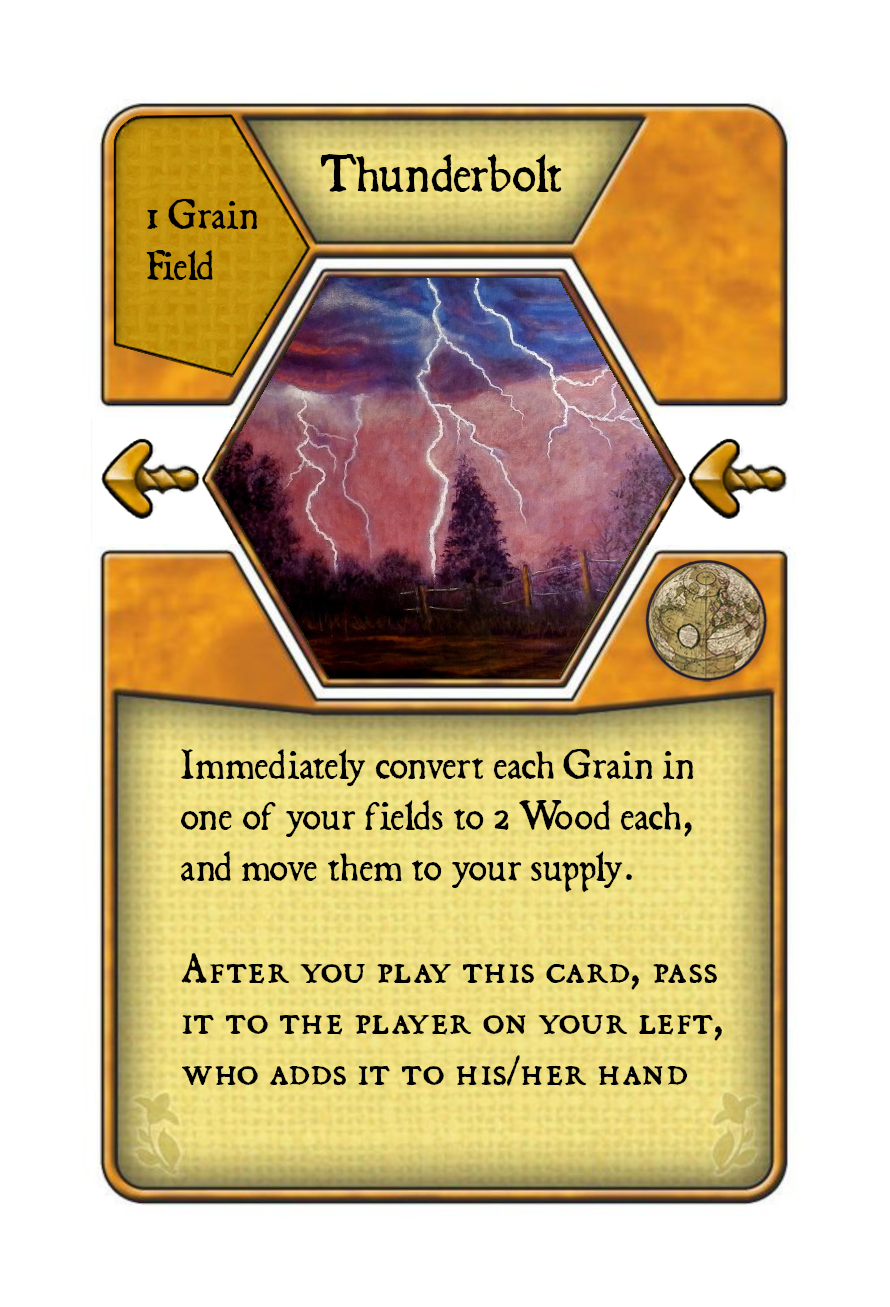 Thunderbolt
1 Grain
Field
Immediately convert each Grain in
one of your fields to 2 Wood each,
and move them to your supply.
After you play this card, pass
it to the player on your left,
who adds it to his/her hand